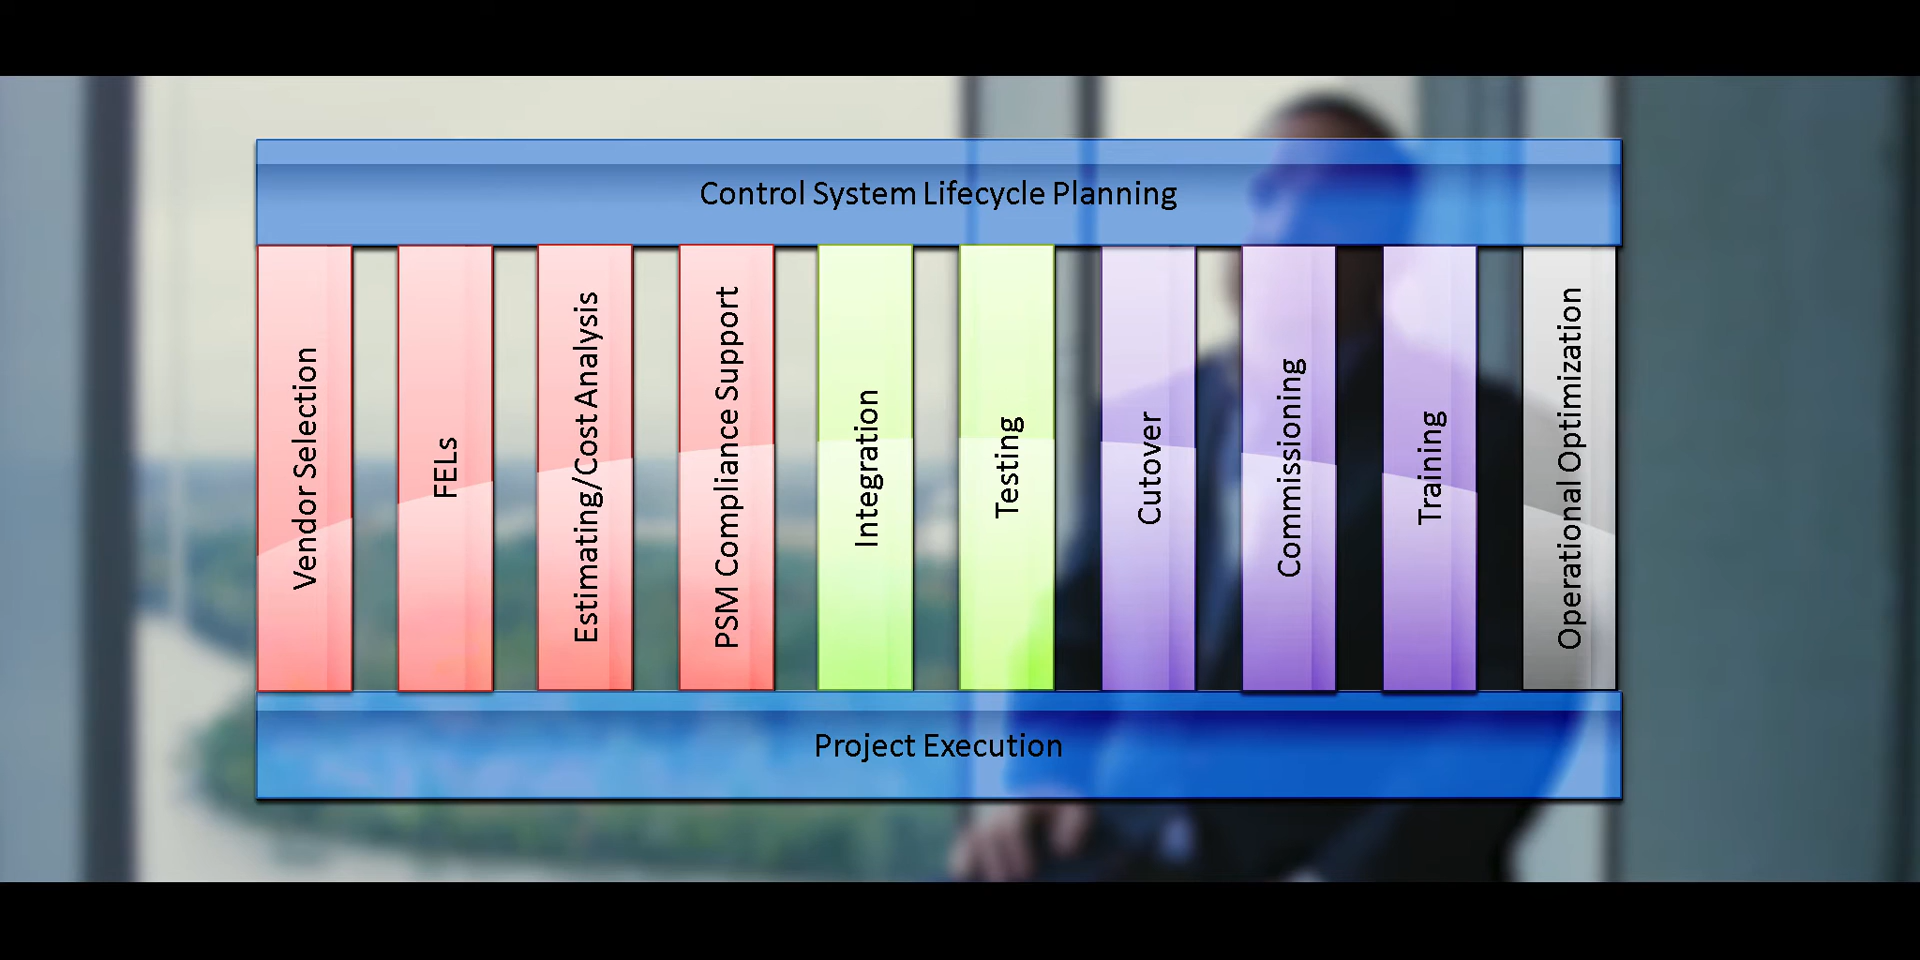 Control System Lifecycle Planning
Vendor Selection
FELs
Estimating/Cost Analysis
PSM Compliance Support
Integration
Testing
Cutover
Commissioning
Training
Operational Optimization
Project Execution